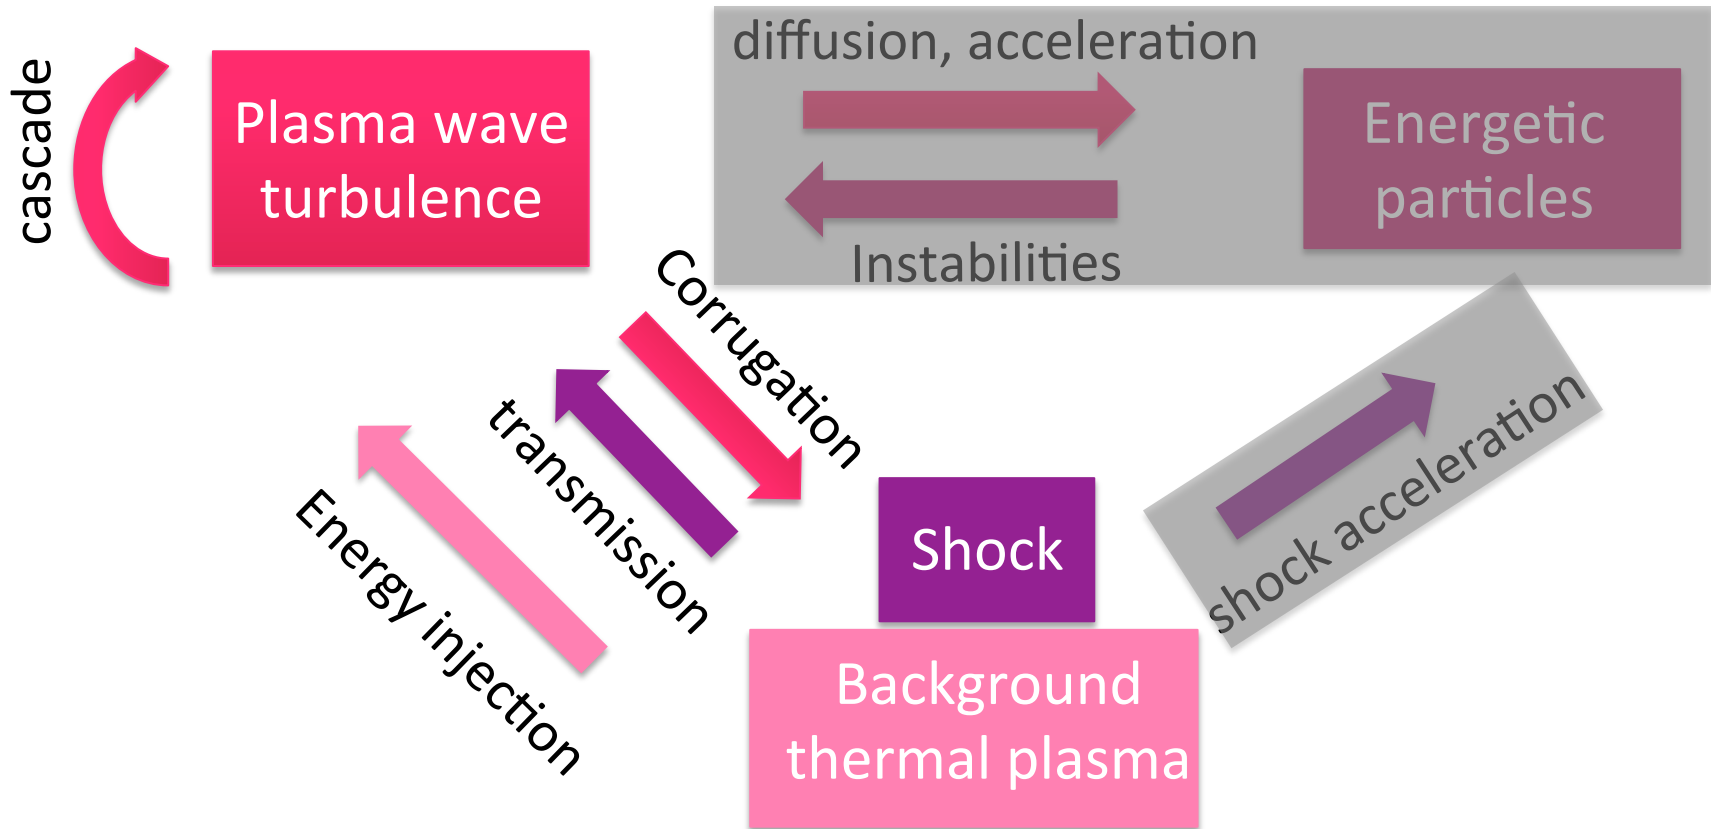 cascade
Plasma wave
turbulence
diffusion, acceleration
Instabilities
Energetic
particles
Corrugation
transmission
Energy injection
Shock
shock acceleration
Background
thermal plasma